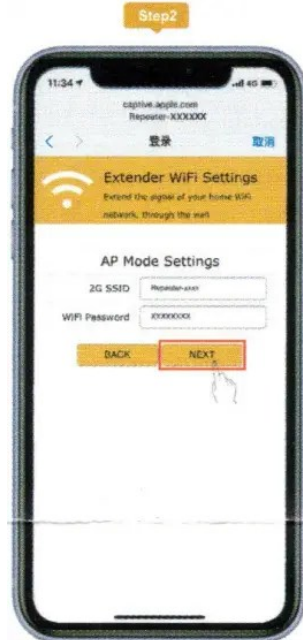 Step2
11:34
4G
captive.apple.com
Repeater-XXXXXX
登录
取消
Extender WiFi Settings
Extend the signal of your home WiFi
network, through the wall
AP Mode Settings
2G SSID Repeater-xxxx
WiFi Password XXXXXXXX
BACK NEXT